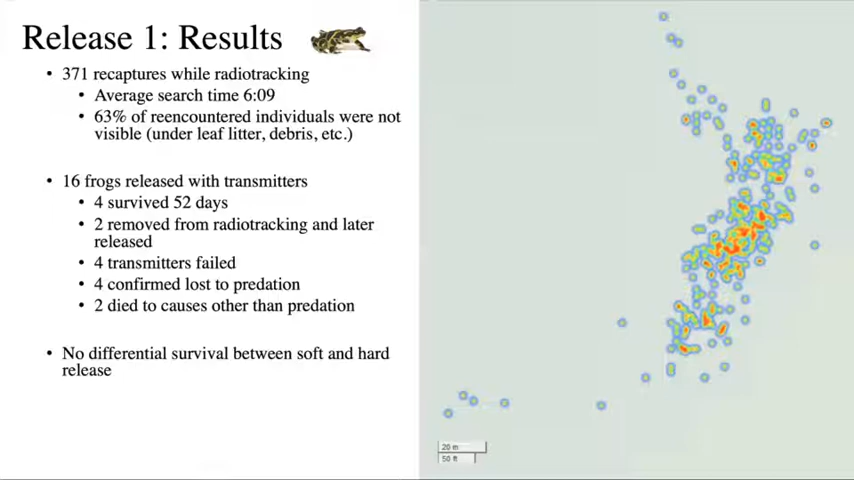 Release 1: Results
• 371 recaptures while radiotracking
• Average search time 6:09
• 63% of reencountered individuals were not
visible (under leaf litter, debris, etc.)
• 16 frogs released with transmitters
• 4 survived 52 days
• 2 removed from radiotracking and later
released
• 4 transmitters failed
• 4 confirmed lost to predation
• 2 died to causes other than predation
• No differential survival between soft and hard
release
20 m
50 ft